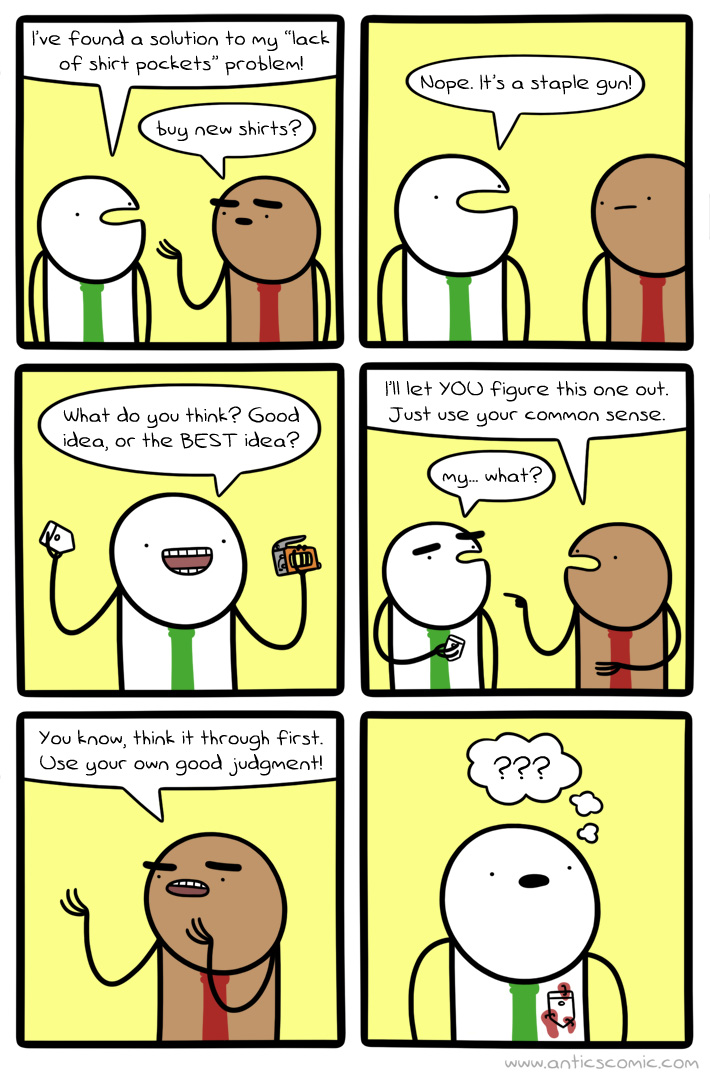 I've found a solution to my "lack
of shirt pockets" problem!
buy new shirts?
Nope. It's a staple gun!
What do you think? Good
idea, or the BEST idea?
I'll let YOU figure this one out.
Just use your common sense.
my... what?
You know, think it through first.
Use your own good judgment!
???
www.anticscomic.com